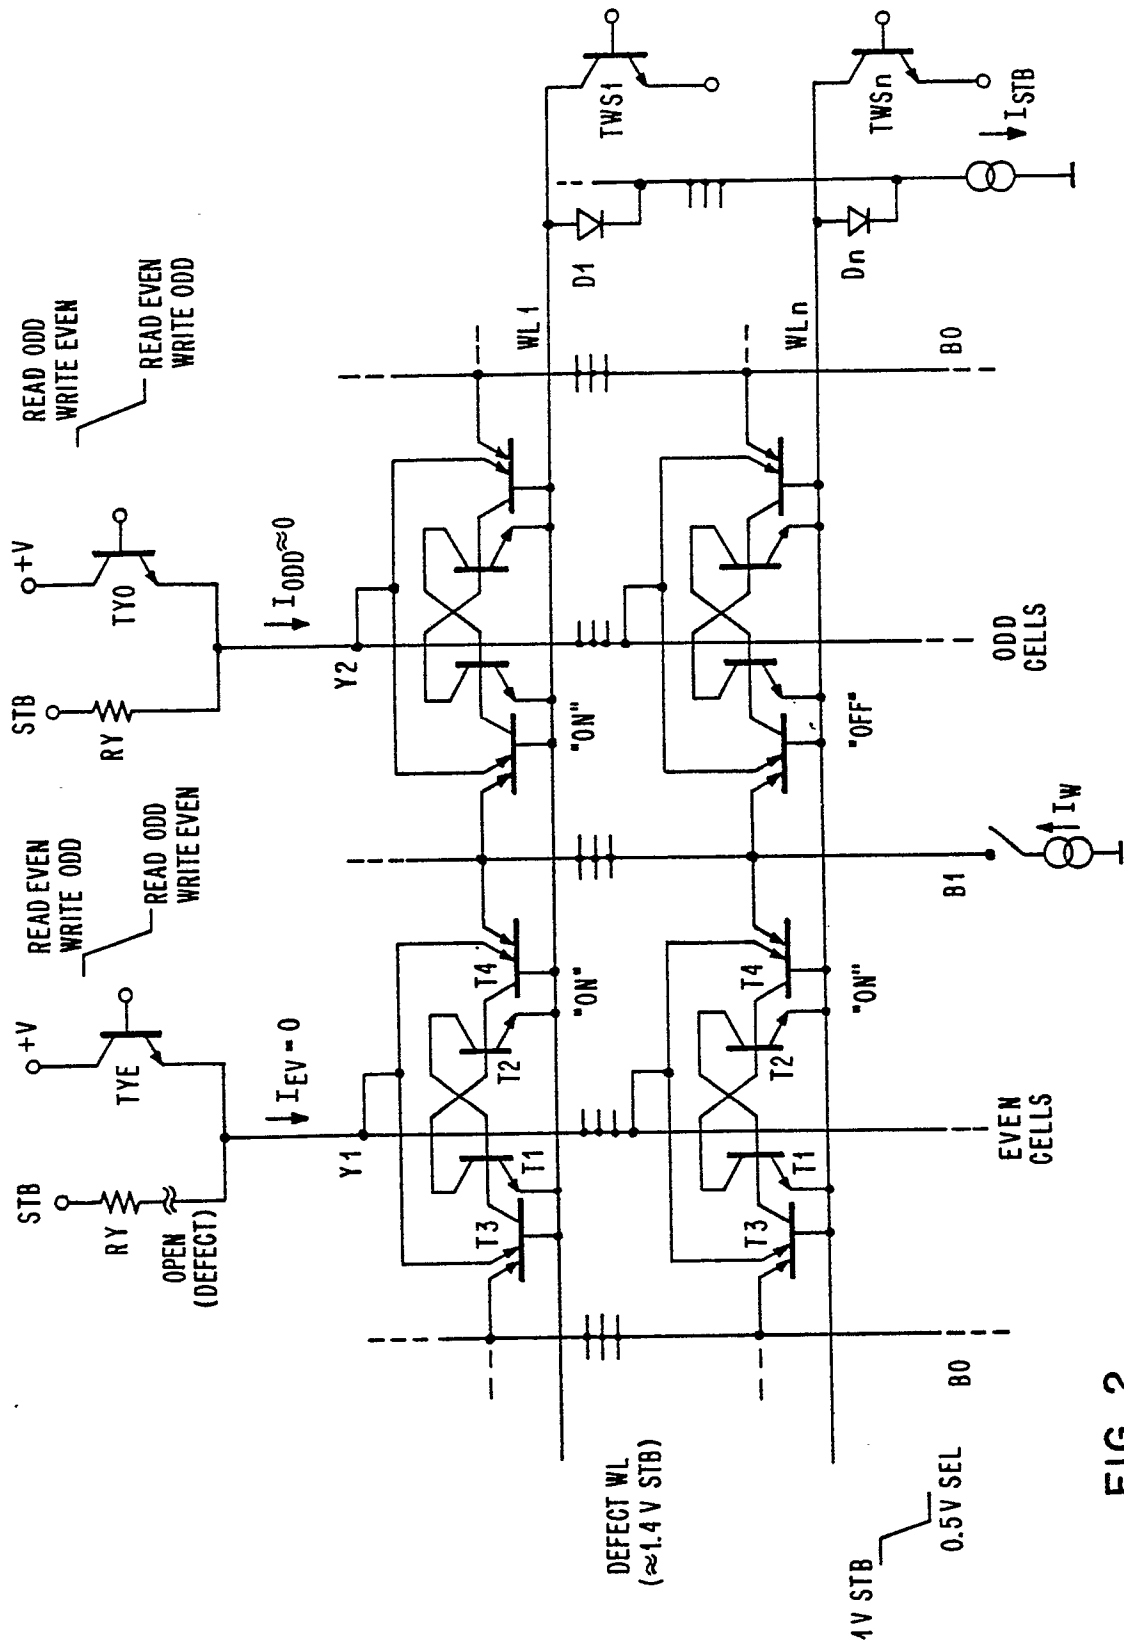 READ EVEN
WRITE ODD
READ ODD
WRITE EVEN
READ ODD
WRITE EVEN
READ EVEN
WRITE ODD
STB
+V
STB
+V
RY
TYE
RY
TYO
OPEN
(DEFECT)
I_EV = 0
I_ODD ≈ 0
Y1
Y2
T3
T1
T2
T4
"ON"
"ON"
WL1
D1
TWS1
DEFECT WL
(≈1.4 V STB)
T3
T1
T2
T4
"ON"
"OFF"
WLn
Dn
TWSn
1V STB
0.5V SEL
B0
EVEN
CELLS
B1
I_W
ODD
CELLS
B0
I_STB
FIG. 2